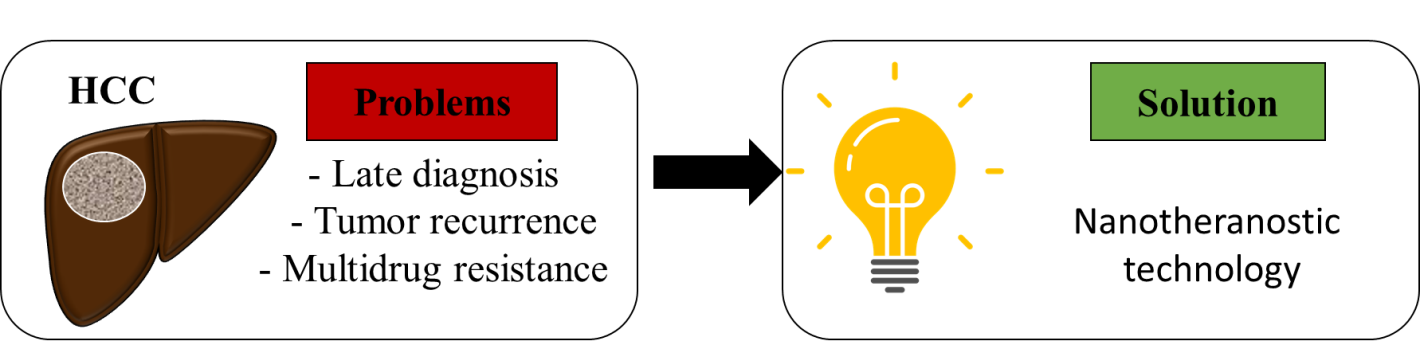 HCC
Problems
- Late diagnosis
- Tumor recurrence
- Multidrug resistance
Solution
Nanotheranostic
technology